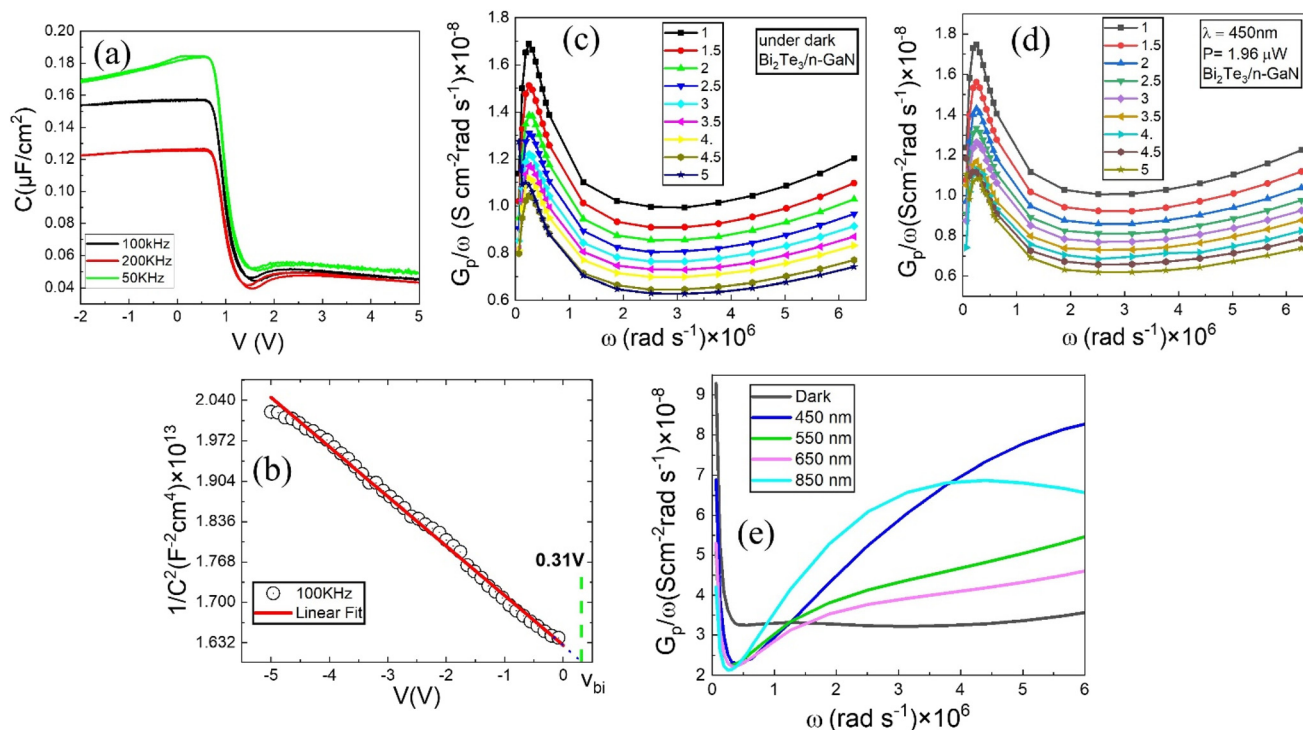 (a)
C(μF/cm²)
0.20
0.18
0.16
0.14
0.12
0.10
0.08
0.06
0.04
100kHz
200KHz
50KHz
-2 -1 0 1 2 3 4 5
V (V)
(c)
Gₚ/ω (S cm⁻²rad s⁻¹)×10⁻⁸
1.8
1.6
1.4
1.2
1.0
0.8
0.6
1
1.5
2
2.5
3
3.5
4.
4.5
5
under dark
Bi₂Te₃/n-GaN
0 1 2 3 4 5 6
ω (rad s⁻¹)×10⁶
(d)
Gₚ/ω(Scm⁻²rad s⁻¹)×10⁻⁸
1.8
1.6
1.4
1.2
1.0
0.8
0.6
1
1.5
2
2.5
3
3.5
4.
4.5
5
λ = 450nm
P= 1.96 μW
Bi₂Te₃/n-GaN
0 1 2 3 4 5 6
ω (rad s⁻¹)×10⁶
(b)
1/C²(F⁻²cm⁴)×10¹³
2.040
1.972
1.904
1.836
1.768
1.700
1.632
0.31V
100KHz
Linear Fit
-5 -4 -3 -2 -1 0
V_bi
V(V)
(e)
Gₚ/ω(Scm⁻²rad s⁻¹)×10⁻⁸
9
8
7
6
5
4
3
2
Dark
450 nm
550 nm
650 nm
850 nm
0 1 2 3 4 5 6
ω (rad s⁻¹)×10⁶